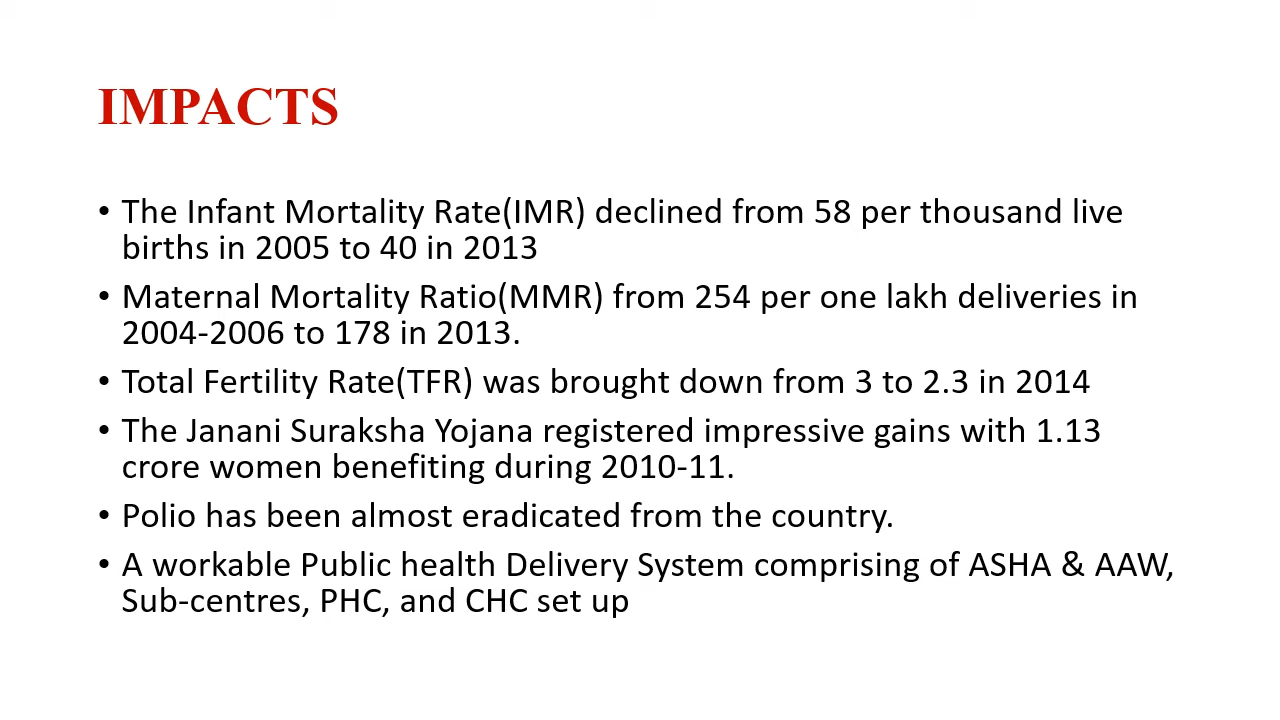 IMPACTS
• The Infant Mortality Rate(IMR) declined from 58 per thousand live
births in 2005 to 40 in 2013
• Maternal Mortality Ratio(MMR) from 254 per one lakh deliveries in
2004-2006 to 178 in 2013.
• Total Fertility Rate(TFR) was brought down from 3 to 2.3 in 2014
• The Janani Suraksha Yojana registered impressive gains with 1.13
crore women benefiting during 2010-11.
• Polio has been almost eradicated from the country.
• A workable Public health Delivery System comprising of ASHA & AAW,
Sub-centres, PHC, and CHC set up